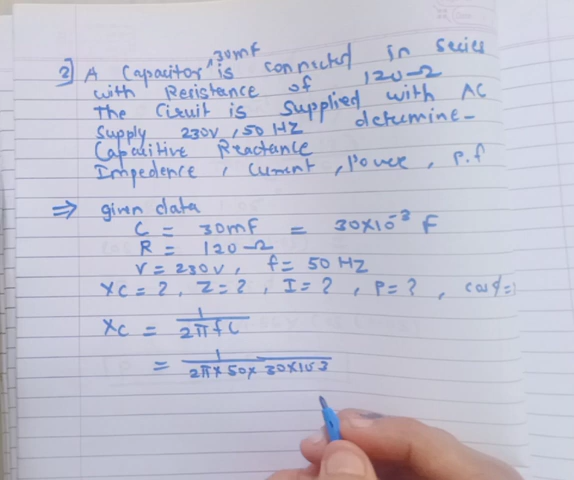 2] A Capacitor 30mF is connected in series
with Resistance of 120-Ω
The Circuit is Supplied with AC
Supply 230V, 50 HZ determine-
Capacitive Reactance
Impedence, Current, Power, p.f
⇒ given data
C = 30mF = 30×10⁻³ F
R = 120-Ω
V = 230V, f= 50 HZ
XC = ?, Z= ?, I= ?, P= ?, cosφ=?
XC = 1/2πfC
= 1/2π×50×30×10-3